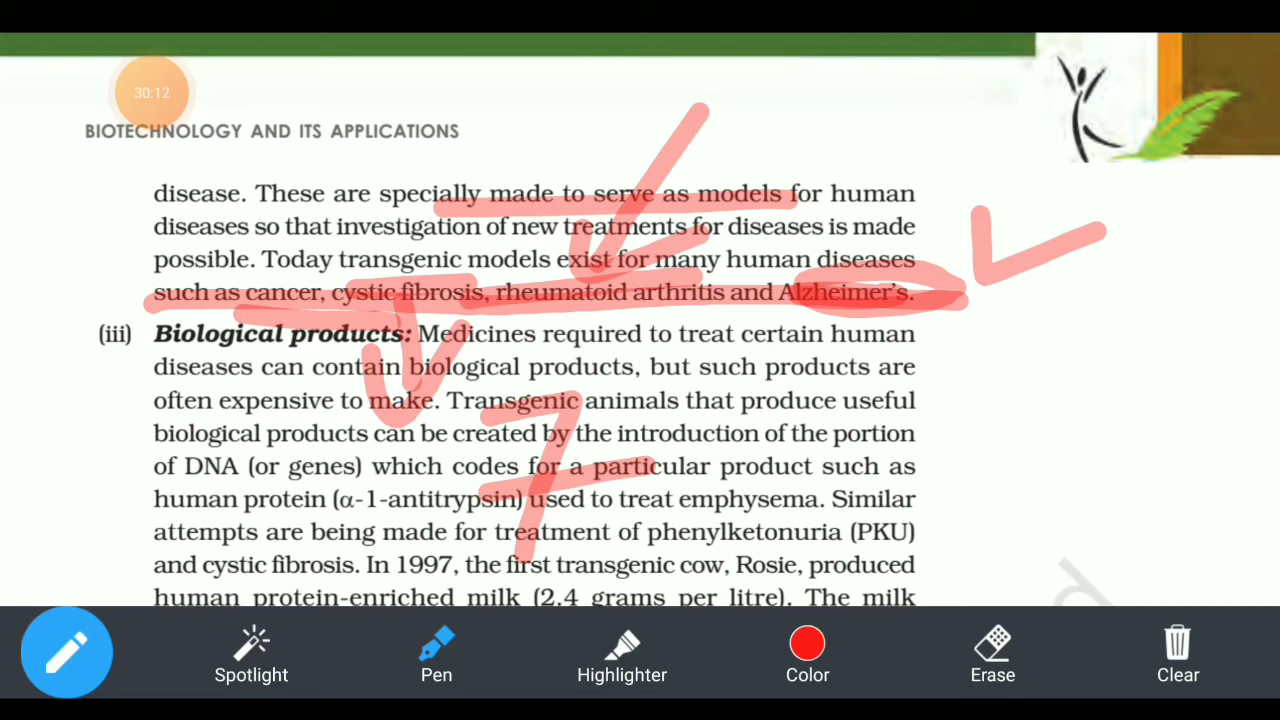 30:12
BIOTECHNOLOGY AND ITS APPLICATIONS
disease. These are specially made to serve as models for human
diseases so that investigation of new treatments for diseases is made
possible. Today transgenic models exist for many human diseases
such as cancer, cystic fibrosis, rheumatoid arthritis and Alzheimer's.
(iii) Biological products: Medicines required to treat certain human
diseases can contain biological products, but such products are
often expensive to make. Transgenic animals that produce useful
biological products can be created by the introduction of the portion
of DNA (or genes) which codes for a particular product such as
human protein (α-1-antitrypsin) used to treat emphysema. Similar
attempts are being made for treatment of phenylketonuria (PKU)
and cystic fibrosis. In 1997, the first transgenic cow, Rosie, produced
human protein-enriched milk (2.4 grams per litre). The milk
Spotlight Pen Highlighter Color Erase Clear